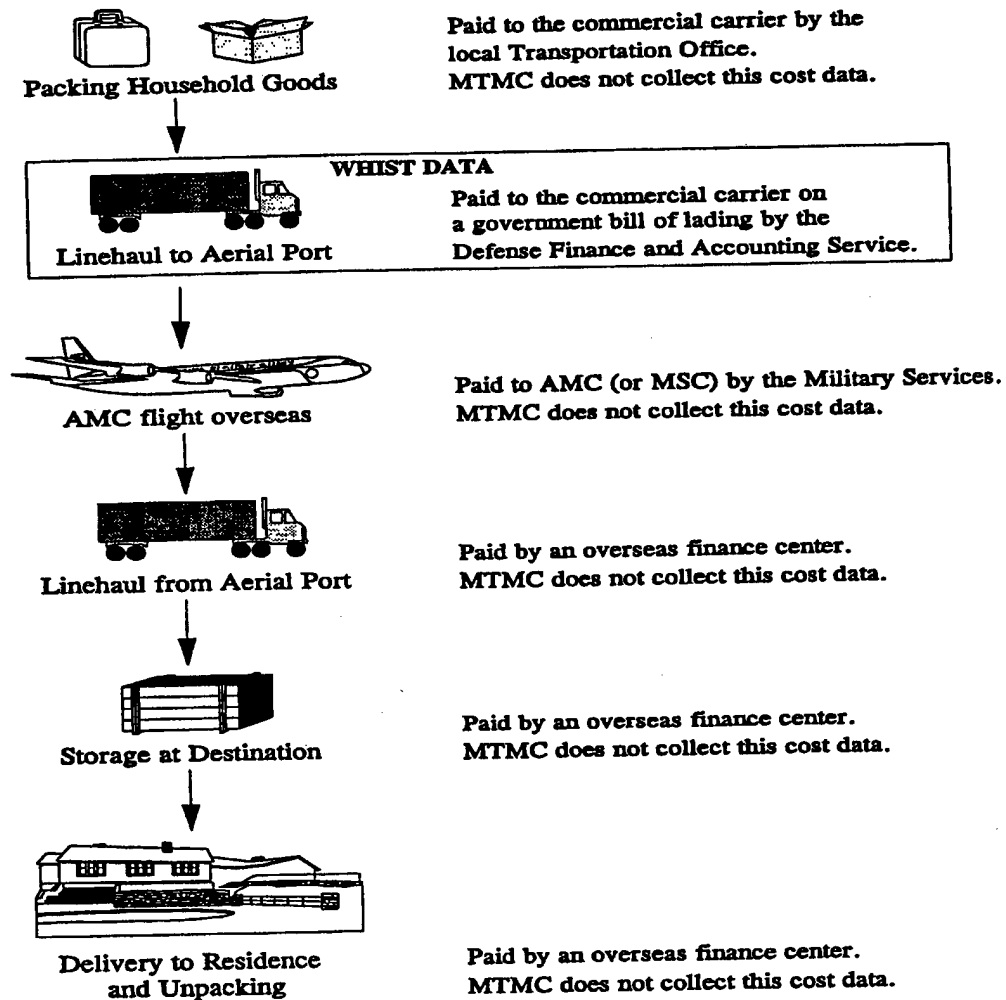 Paid to the commercial carrier by the
local Transportation Office.
MTMC does not collect this cost data.
Packing Household Goods
WHIST DATA
Paid to the commercial carrier on
a government bill of lading by the
Defense Finance and Accounting Service.
Linehaul to Aerial Port
Paid to AMC (or MSC) by the Military Services.
MTMC does not collect this cost data.
AMC flight overseas
Paid by an overseas finance center.
MTMC does not collect this cost data.
Linehaul from Aerial Port
Paid by an overseas finance center.
MTMC does not collect this cost data.
Storage at Destination
Paid by an overseas finance center.
MTMC does not collect this cost data.
Delivery to Residence
and Unpacking